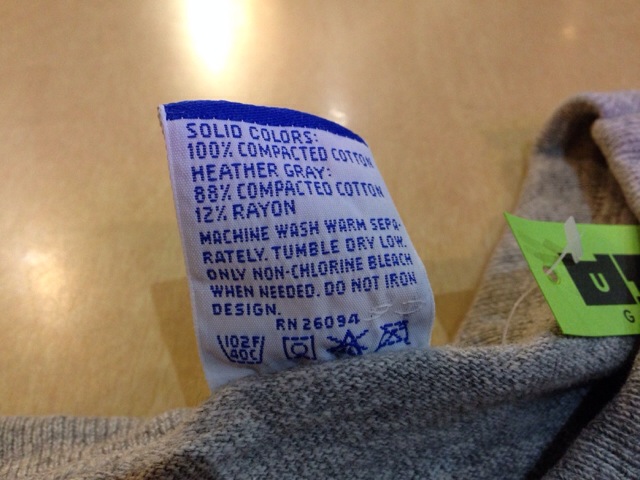 SOLID COLORS:
100% COMPACTED COTTON
HEATHER GRAY:
88% COMPACTED COTTON
12% RAYON
MACHINE WASH WARM SEPA-
RATELY. TUMBLE DRY LOW.
ONLY NON-CHLORINE BLEACH
WHEN NEEDED. DO NOT IRON
DESIGN.
RN 26094
102F
40C